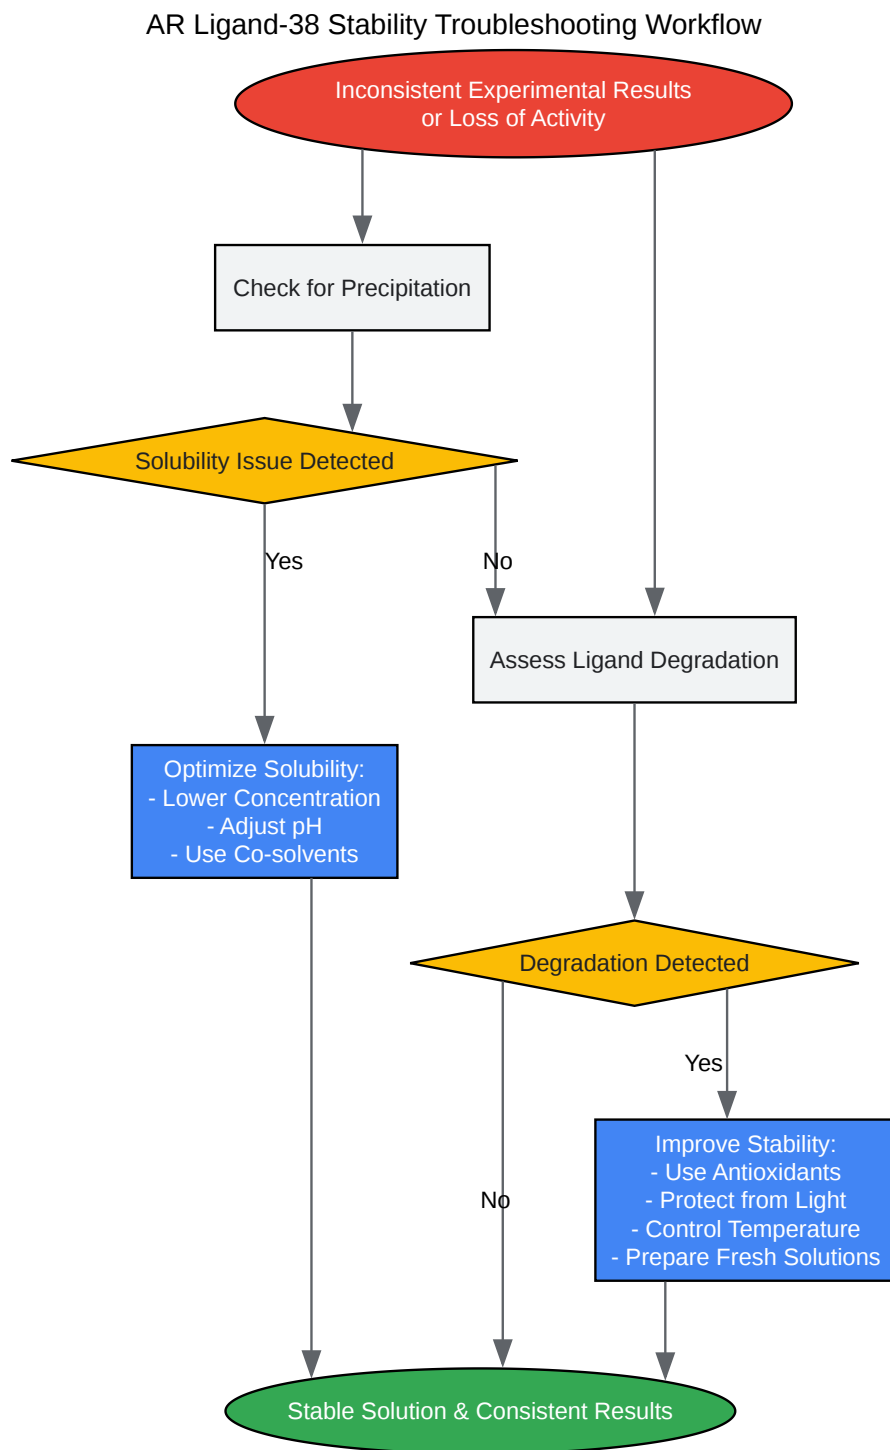 AR Ligand-38 Stability Troubleshooting Workflow
Inconsistent Experimental Results
or Loss of Activity
Check for Precipitation
Solubility Issue Detected
Yes
No
Assess Ligand Degradation
Optimize Solubility:
- Lower Concentration
- Adjust pH
- Use Co-solvents
Degradation Detected
Yes
No
Improve Stability:
- Use Antioxidants
- Protect from Light
- Control Temperature
- Prepare Fresh Solutions
Stable Solution & Consistent Results